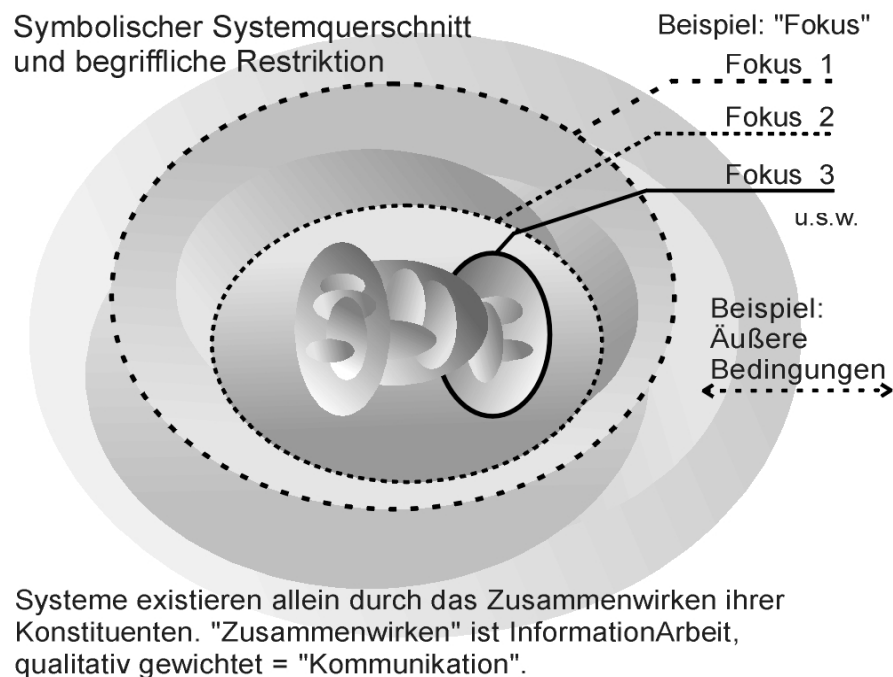 Symbolischer Systemquerschnitt
und begriffliche Restriktion
Beispiel: "Fokus"
Fokus 1
Fokus 2
Fokus 3
u.s.w.
Beispiel:
Äußere
Bedingungen
Systeme existieren allein durch das Zusammenwirken ihrer
Konstituenten. "Zusammenwirken" ist InformationArbeit,
qualitativ gewichtet = "Kommunikation".